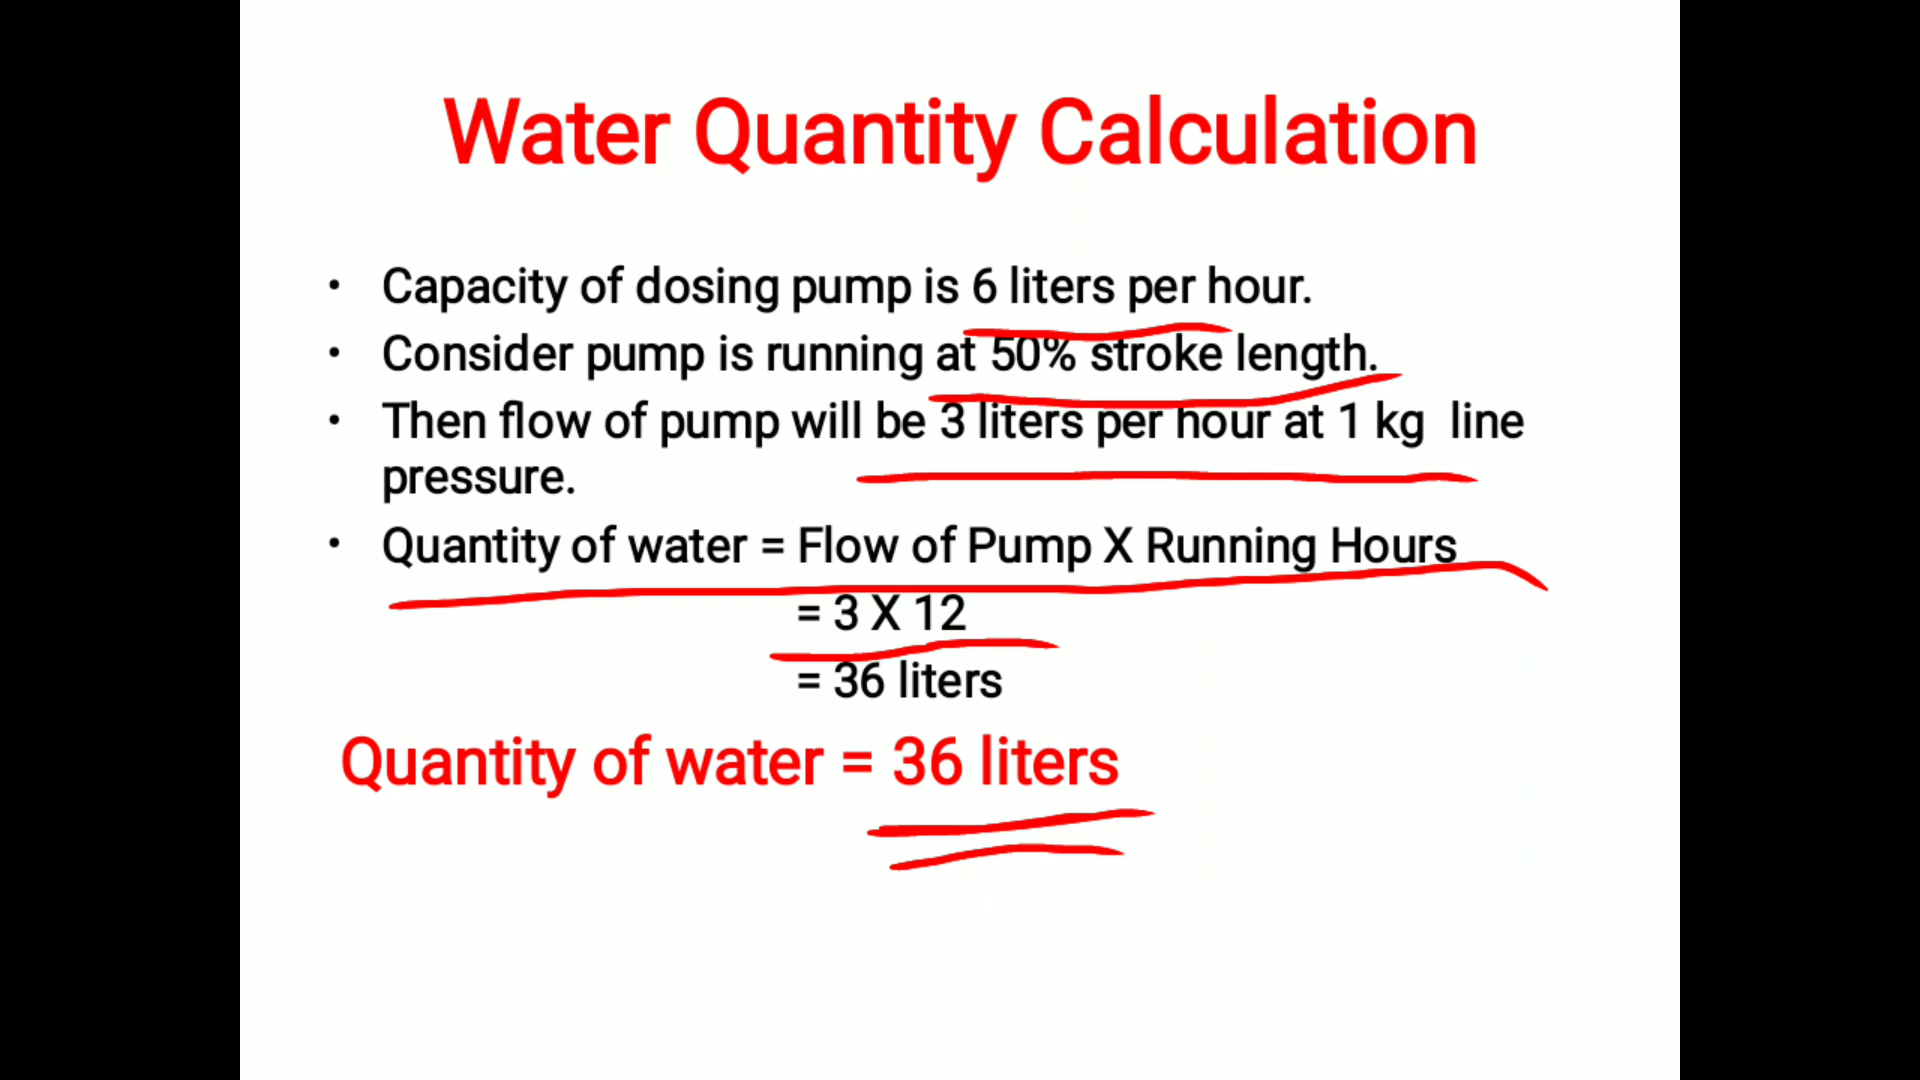 Water Quantity Calculation
• Capacity of dosing pump is 6 liters per hour.
• Consider pump is running at 50% stroke length.
• Then flow of pump will be 3 liters per hour at 1 kg line
pressure.
• Quantity of water = Flow of Pump X Running Hours
= 3 X 12
= 36 liters
Quantity of water = 36 liters